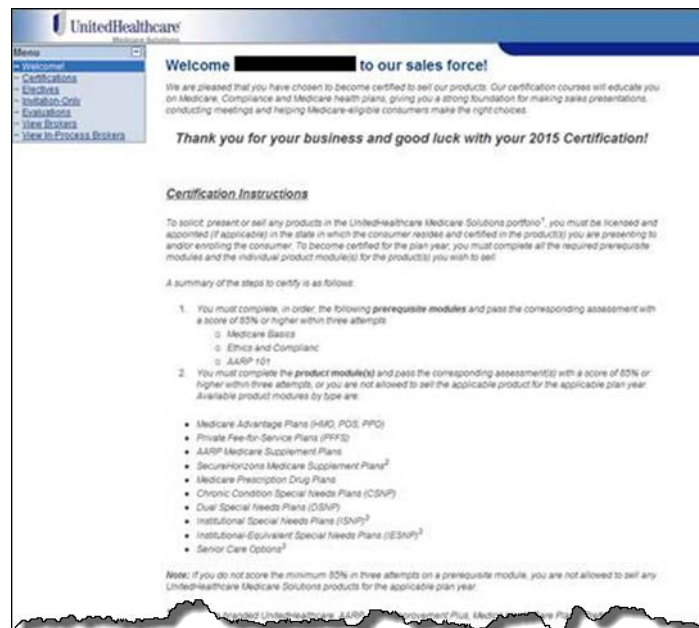 UnitedHealthcare
Medicare Solutions
Menu
Welcome!
Certifications
Electives
Invitation-Only
Evaluations
View Brokers
View In-Process Brokers
Welcome to our sales force!
We are pleased that you have chosen to become certified to sell our products. Our certification courses will educate you
on Medicare, Compliance and Medicare health plans, giving you a strong foundation for making sales presentations,
conducting meetings and helping Medicare-eligible consumers make the right choices.
Thank you for your business and good luck with your 2015 Certification!
Certification Instructions
To solicit, present or sell any products in the UnitedHealthcare Medicare Solutions portfolio1, you must be licensed and
appointed (if applicable) in the state in which the consumer resides and certified in the product(s) you are presenting to
and/or enrolling the consumer. To become certified for the plan year, you must complete all the required prerequisite
modules and the individual product module(s) for the product(s) you wish to sell.
A summary of the steps to certify is as follows:
1. You must complete, in order, the following prerequisite modules and pass the corresponding assessment with
a score of 85% or higher within three attempts
o Medicare Basics
o Ethics and Complianc
o AARP 101
2. You must complete the product module(s) and pass the corresponding assessment(s) with a score of 85% or
higher within three attempts, or you are not allowed to sell the applicable product for the applicable plan year.
Available product modules by type are:
• Medicare Advantage Plans (HMO, POS, PPO)
• Private Fee-for-Service Plans (PFFS)
• AARP Medicare Supplement Plans
• SecureHorizons Medicare Supplement Plans2
• Medicare Prescription Drug Plans
• Chronic Condition Special Needs Plans (CSNP)
• Dual Special Needs Plans (DSNP)
• Institutional Special Needs Plans (ISNP)3
• Institutional-Equivalent Special Needs Plans (IESNP)3
• Senior Care Options3
Note: If you do not score the minimum 85% in three attempts on a prerequisite module, you are not allowed to sell any
UnitedHealthcare Medicare Solutions products for the applicable plan year.
branded UnitedHealthcare, AARP